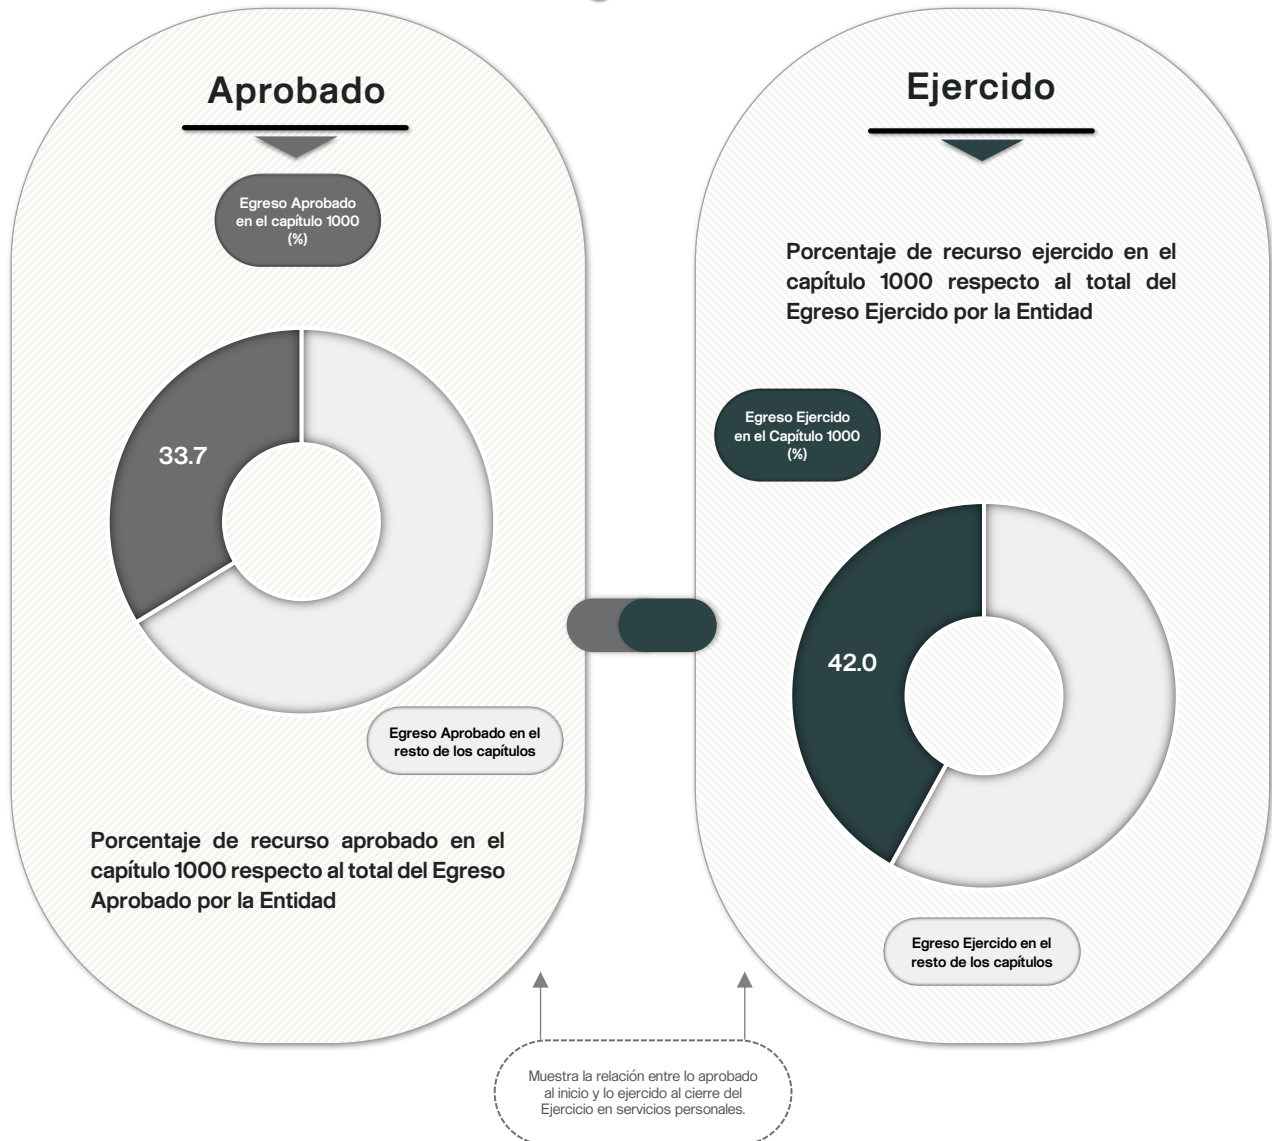 Aprobado
Egreso Aprobado
en el capítulo 1000
(%)
33.7
Egreso Aprobado en el
resto de los capítulos
Porcentaje de recurso aprobado en el
capítulo 1000 respecto al total del Egreso
Aprobado por la Entidad
Ejercido
Porcentaje de recurso ejercido en el
capítulo 1000 respecto al total del
Egreso Ejercido por la Entidad
Egreso Ejercido
en el Capítulo 1000
(%)
42.0
Egreso Ejercido en el
resto de los capítulos
Muestra la relación entre lo aprobado
al inicio y lo ejercido al cierre del
Ejercicio en servicios personales.